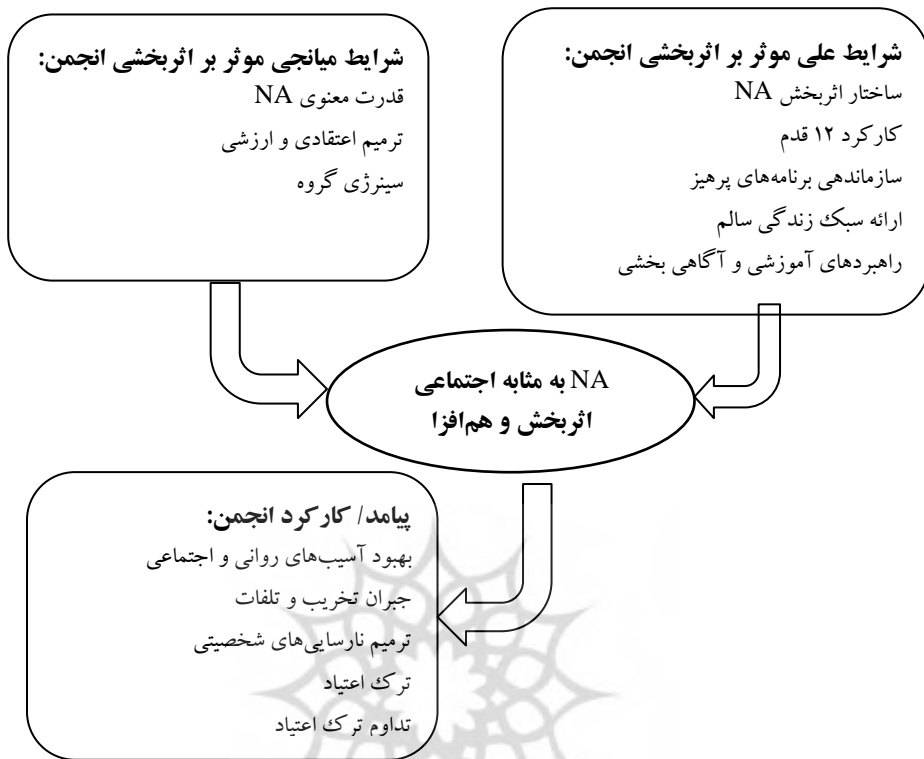 شرایط علی موثر بر اثربخشی انجمن:
ساختار اثربخش NA
کارکرد ۱۲ قدم
سازماندهی برنامه‌های پرهیز
ارائه سبک زندگی سالم
راهبردهای آموزشی و آگاهی بخشی
شرایط میانجی موثر بر اثربخشی انجمن:
قدرت معنوی NA
ترمیم اعتقادی و ارزشی
سینرژی گروه
NA به مثابه اجتماعی
اثربخش و هم‌افزا
پیامد/ کارکرد انجمن:
بهبود آسیب‌های روانی و اجتماعی
جبران تخریب و تلفات
ترمیم نارسایی‌های شخصیتی
ترک اعتیاد
تداوم ترک اعتیاد